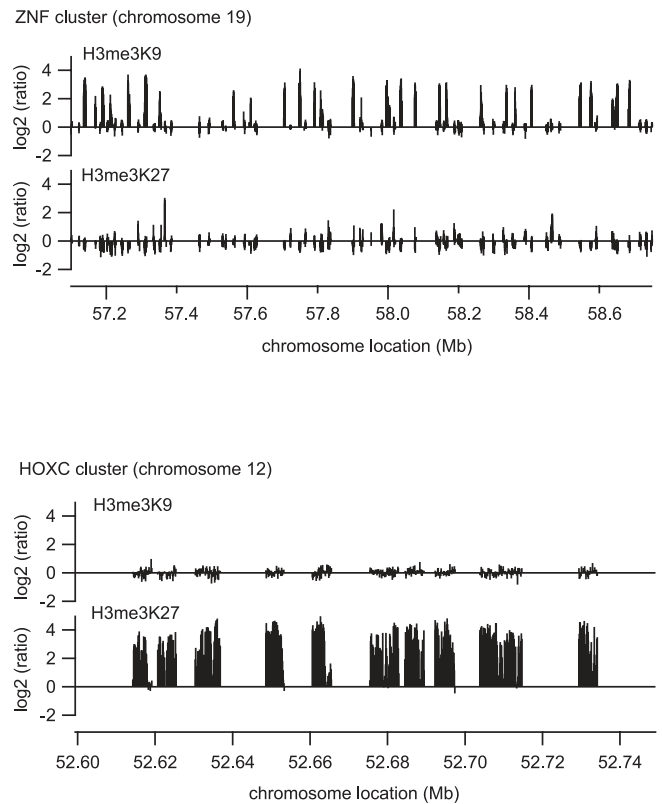 ZNF cluster (chromosome 19)
H3me3K9
log2 (ratio)
4
2
0
-2
H3me3K27
log2 (ratio)
4
2
0
-2
57.2 57.4 57.6 57.8 58.0 58.2 58.4 58.6
chromosome location (Mb)
HOXC cluster (chromosome 12)
H3me3K9
log2 (ratio)
4
2
0
-2
H3me3K27
log2 (ratio)
4
2
0
-2
52.60 52.62 52.64 52.66 52.68 52.70 52.72 52.74
chromosome location (Mb)